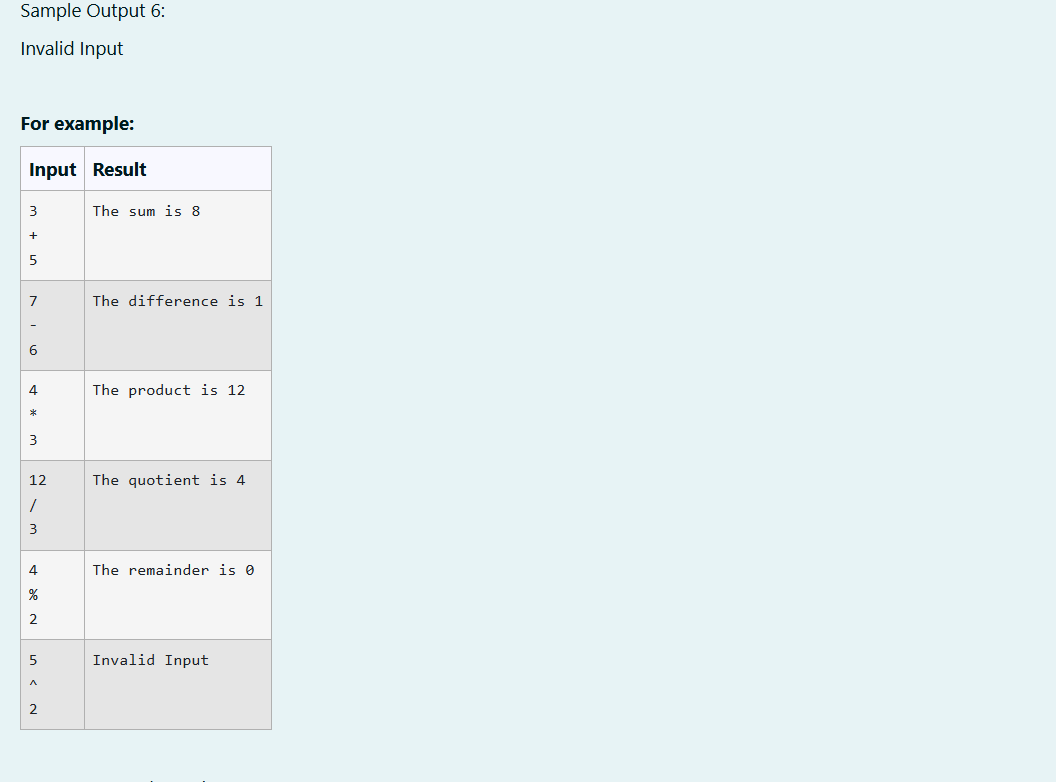 Sample Output 6:
Invalid Input
For example:
Input Result
3 The sum is 8
+
5
7 The difference is 1
-
6
4 The product is 12
*
3
12 The quotient is 4
/
3
4 The remainder is 0
%
2
5 Invalid Input
^
2